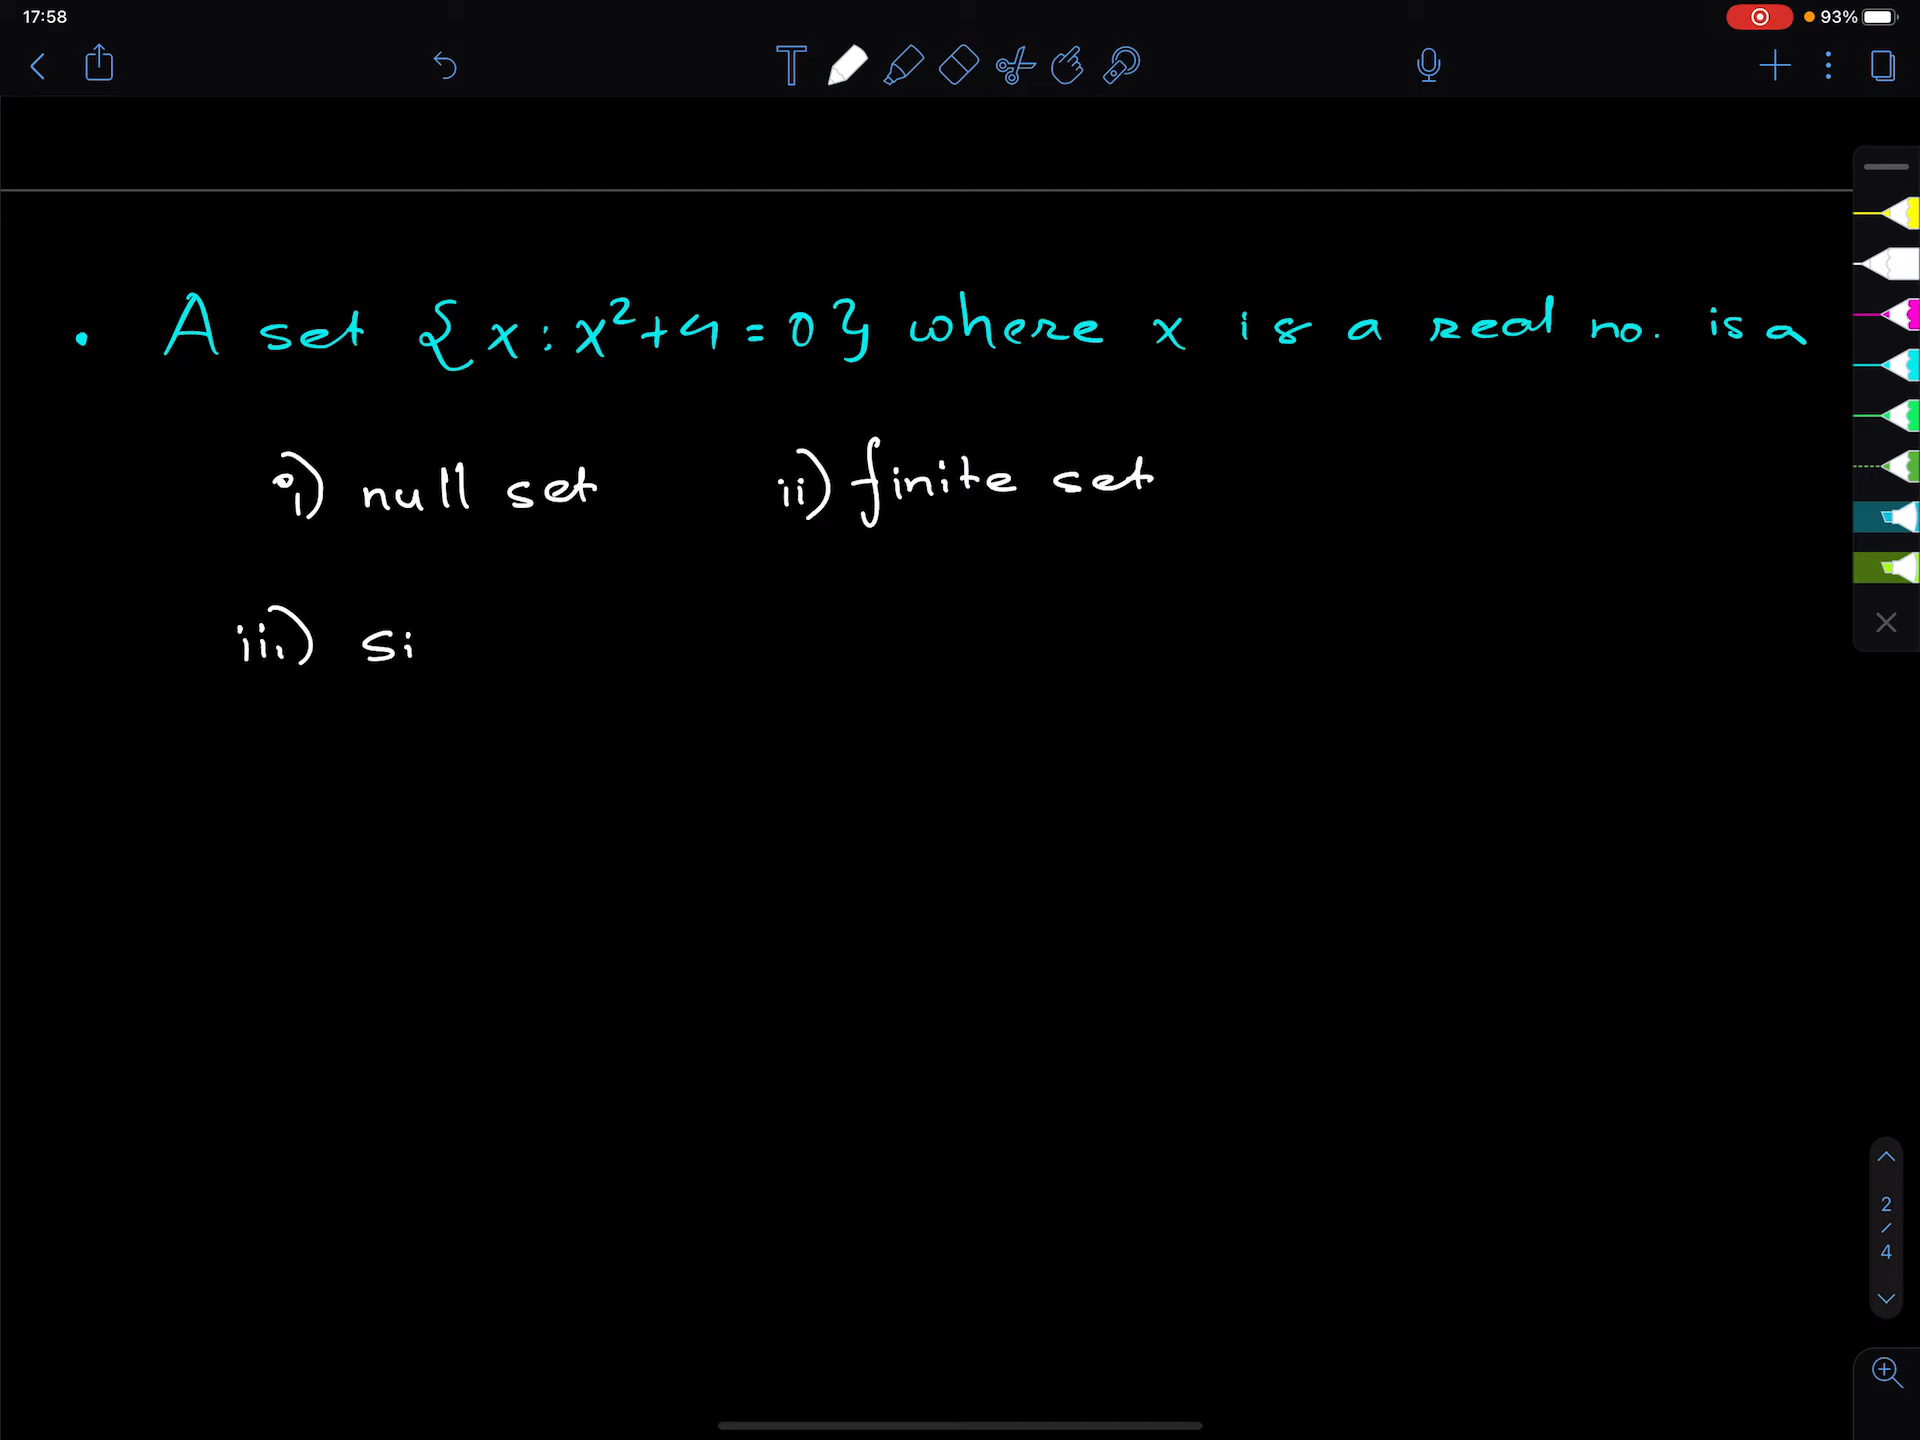 17:58 93%
• A set {x : x²+4 = 0} where x is a real no. is a
i) null set ii) finite set
iii) si
2
/
4